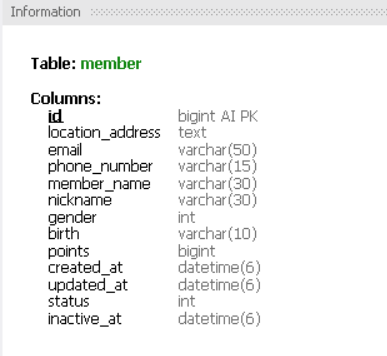 Information
Table: member
Columns:
id bigint AI PK
location_address text
email varchar(50)
phone_number varchar(15)
member_name varchar(30)
nickname varchar(30)
gender int
birth varchar(10)
points bigint
created_at datetime(6)
updated_at datetime(6)
status int
inactive_at datetime(6)